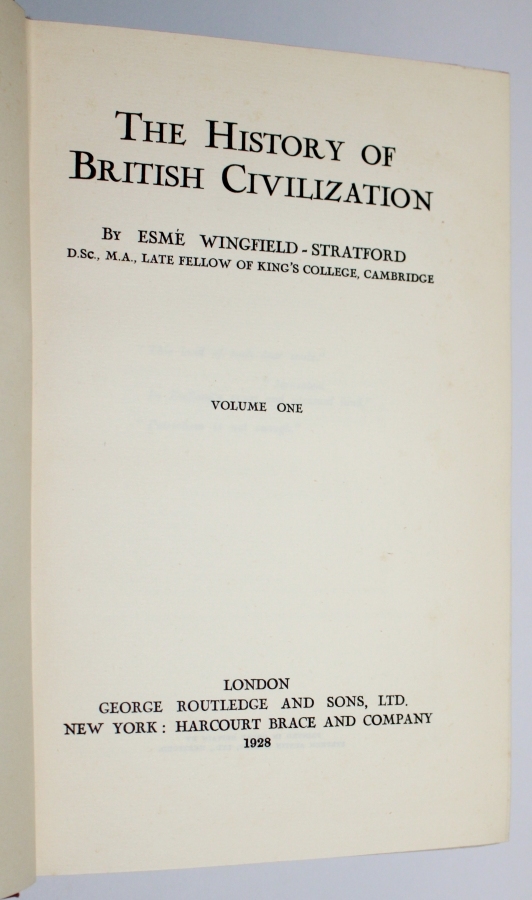 THE HISTORY OF
BRITISH CIVILIZATION
BY ESMÉ WINGFIELD-STRATFORD
D.SC., M.A., LATE FELLOW OF KING'S COLLEGE, CAMBRIDGE
VOLUME ONE
LONDON
GEORGE ROUTLEDGE AND SONS, LTD.
NEW YORK: HARCOURT BRACE AND COMPANY
1928